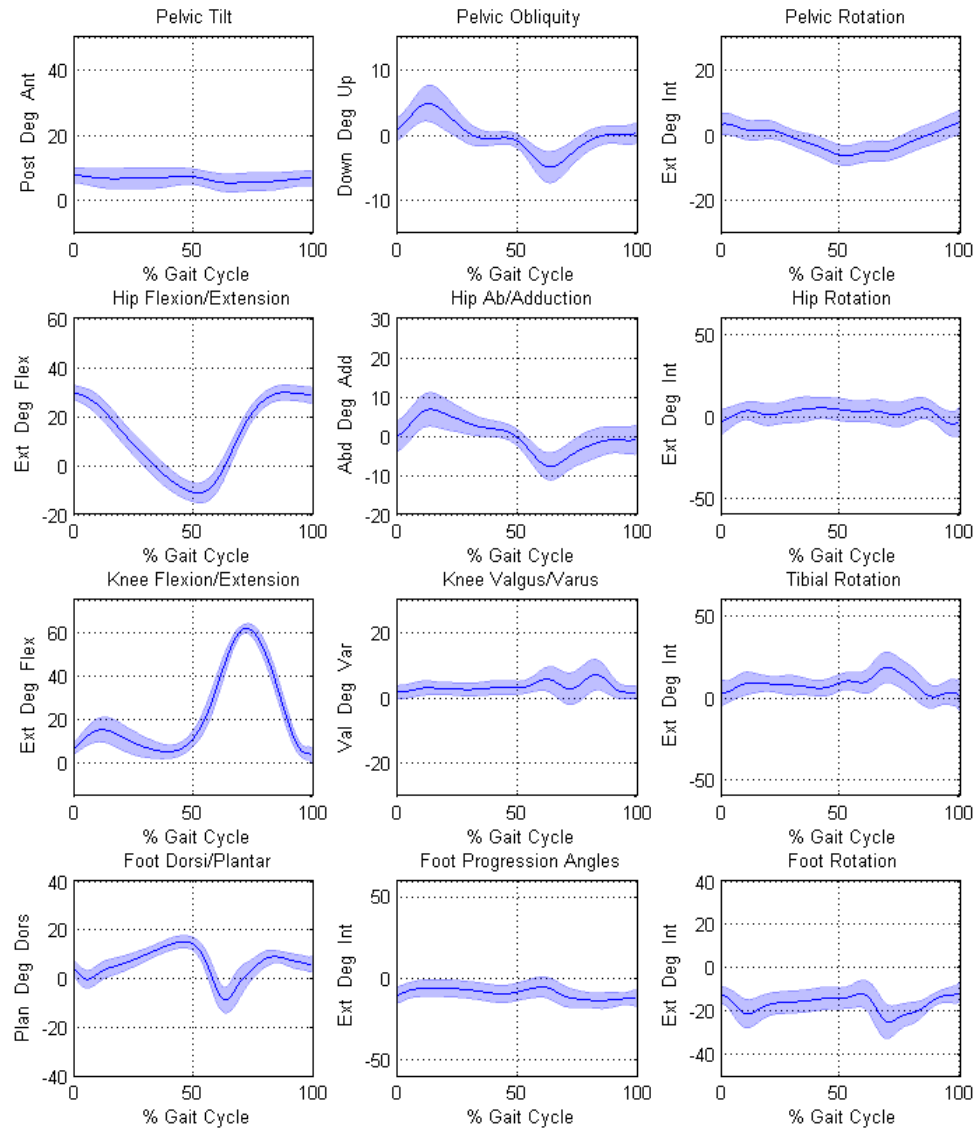 Pelvic Tilt
Post Deg Ant
40
20
0
0 50 100
% Gait Cycle
Pelvic Obliquity
Down Deg Up
10
0
-10
0 50 100
% Gait Cycle
Pelvic Rotation
Ext Deg Int
20
0
-20
0 50 100
% Gait Cycle
Hip Flexion/Extension
Ext Deg Flex
60
40
20
0
-20
0 50 100
% Gait Cycle
Hip Ab/Adduction
Abd Deg Add
30
20
10
0
-10
-20
0 50 100
% Gait Cycle
Hip Rotation
Ext Deg Int
50
0
-50
0 50 100
% Gait Cycle
Knee Flexion/Extension
Ext Deg Flex
60
40
20
0
0 50 100
% Gait Cycle
Knee Valgus/Varus
Val Deg Var
20
0
-20
0 50 100
% Gait Cycle
Tibial Rotation
Ext Deg Int
50
0
-50
0 50 100
% Gait Cycle
Foot Dorsi/Plantar
Plan Deg Dors
40
20
0
-20
-40
0 50 100
% Gait Cycle
Foot Progression Angles
Ext Deg Int
50
0
-50
0 50 100
% Gait Cycle
Foot Rotation
Ext Deg Int
40
20
0
-20
-40
0 50 100
% Gait Cycle